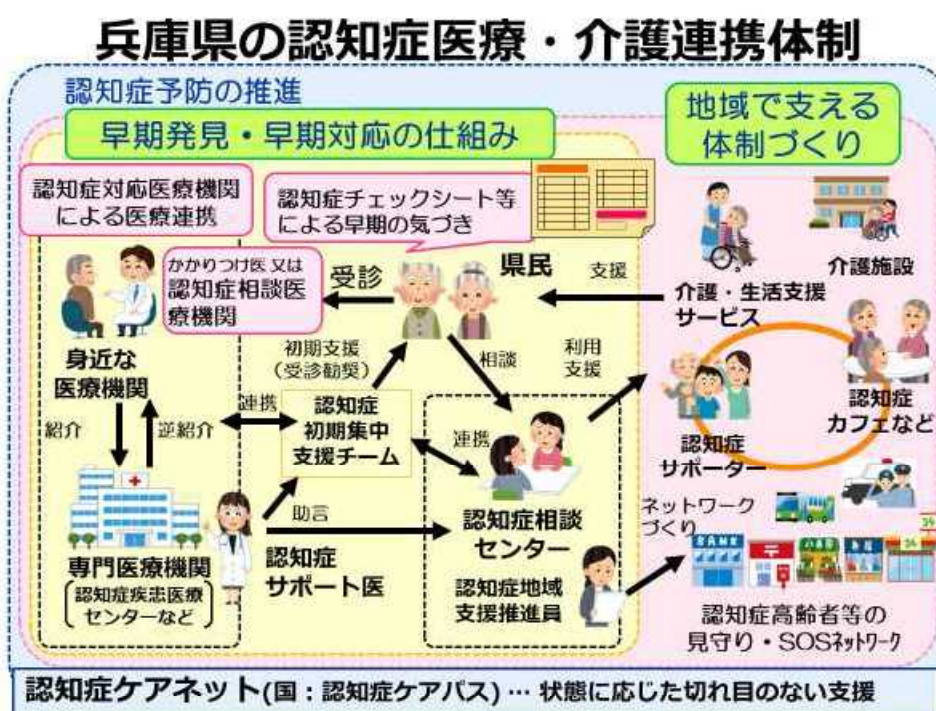 兵庫県の認知症医療・介護連携体制
認知症予防の推進
早期発見・早期対応の仕組み
地域で支える
体制づくり
認知症対応医療機関
による医療連携
認知症チェックシート等
による早期の気づき
かかりつけ医 又は
認知症相談医
療機関
受診
県民
支援
介護・生活支援
サービス
介護施設
身近な
医療機関
初期支援
(受診勧奨)
相談
利用
支援
紹介
逆紹介
連携
認知症
初期集中
支援チーム
連携
認知症
サポーター
認知症
カフェなど
専門医療機関
認知症疾患医療
センターなど
助言
認知症
サポート医
認知症相談
センター
認知症地域
支援推進員
ネットワーク
づくり
BANK
〒
24
認知症高齢者等の
見守り・SOSネットワーク
認知症ケアネット(国:認知症ケアパス) … 状態に応じた切れ目のない支援